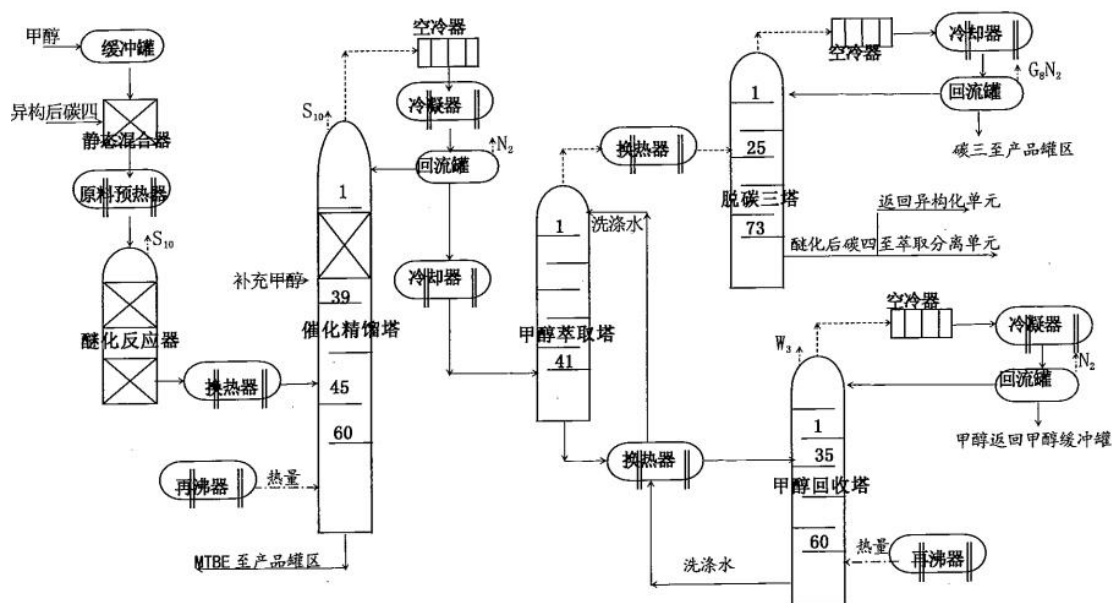 甲醇
缓冲罐
异构后碳四
静态混合器
原料预热器
S₁₀
醚化反应器
换热器
再沸器
热量
MTBE 至产品罐区
S₁₀
补充甲醇
1
39
催化精馏塔
45
60
空冷器
冷凝器
N₂
回流罐
冷却器
换热器
洗涤水
1
甲醇萃取塔
41
换热器
洗涤水
空冷器
冷却器
G₈N₂
回流罐
碳三至产品罐区
1
25
脱碳三塔
73
返回异构化单元
醚化后碳四至萃取分离单元
空冷器
冷凝器
W₃
N₂
回流罐
甲醇返回甲醇缓冲罐
1
35
甲醇回收塔
60
热量
再沸器